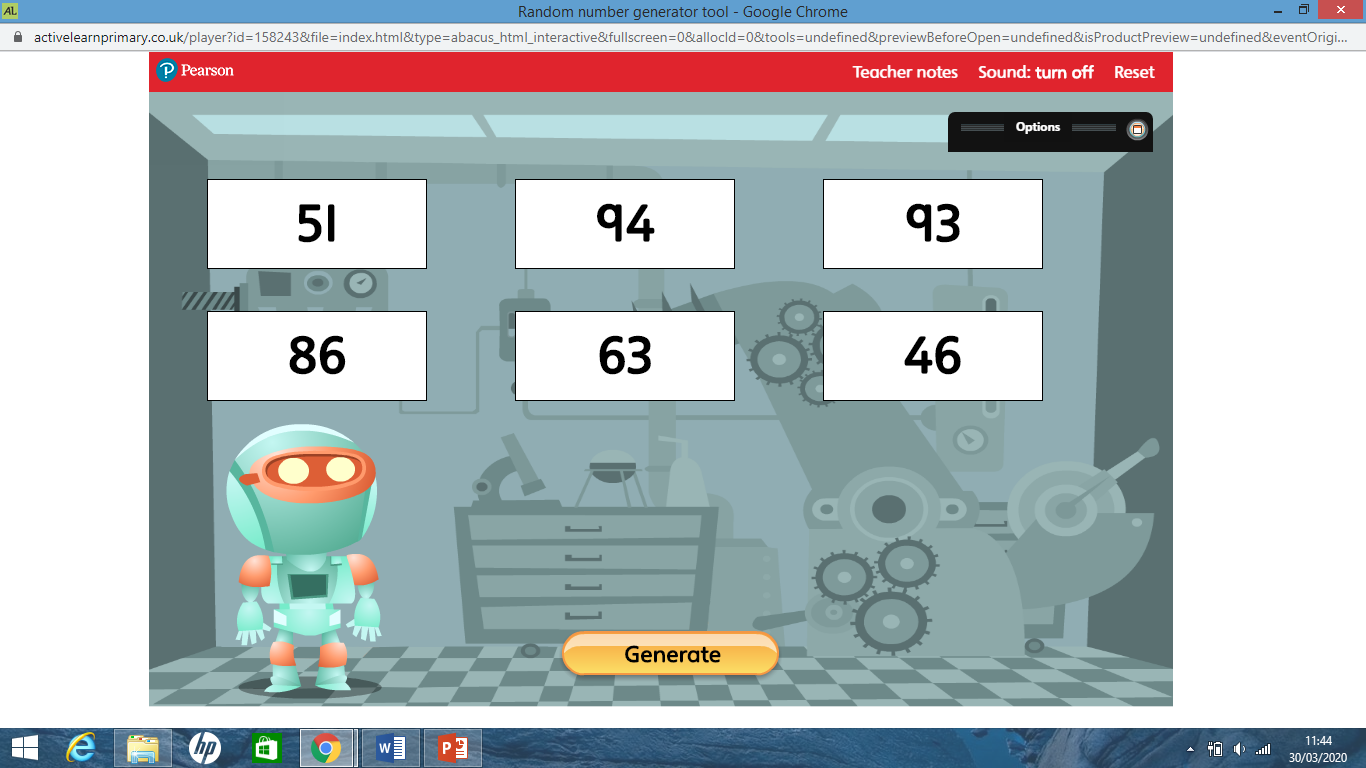 AL Random number generator tool - Google Chrome
activelearnprimary.co.uk/player?id=158243&file=index.html&type=abacus_html_interactive&fullscreen=0&allocId=0&tools=undefined&previewBeforeOpen=undefined&isProductPreview=undefined&eventOrigi...
P Pearson Teacher notes Sound: turn off Reset
Options
51 94 93
86 63 46
Generate
11:44
30/03/2020